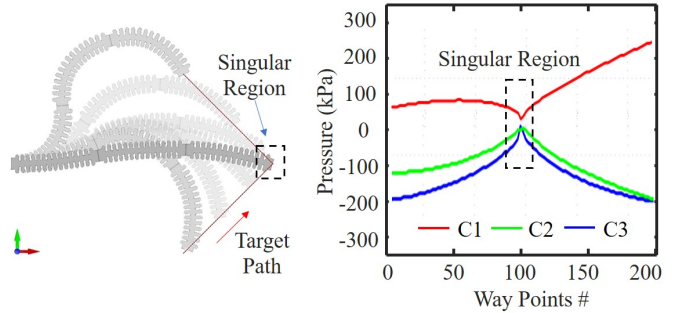 Singular
Region
Target
Path
Pressure (kPa)
300
200
100
0
-100
-200
-300
Singular Region
C1
C2
C3
0
50
100
150
200
Way Points #